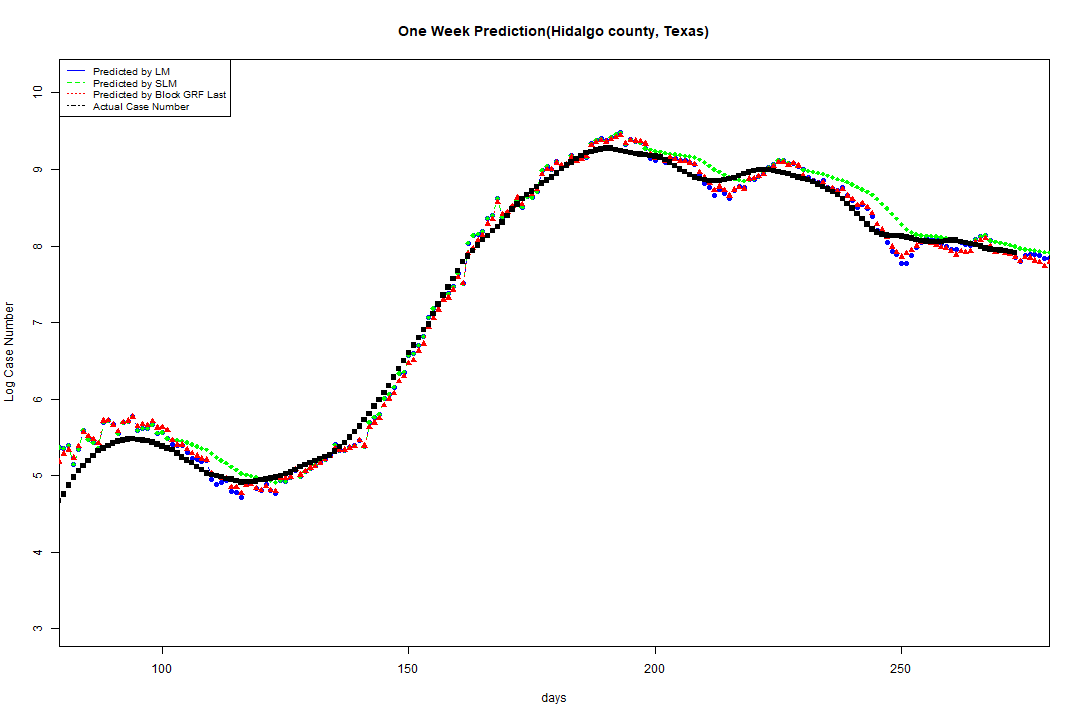 One Week Prediction(Hidalgo county, Texas)
Predicted by LM
Predicted by SLM
Predicted by Block GRF Last
Actual Case Number
10
9
8
7
6
5
4
3
Log Case Number
100 150 200 250
days